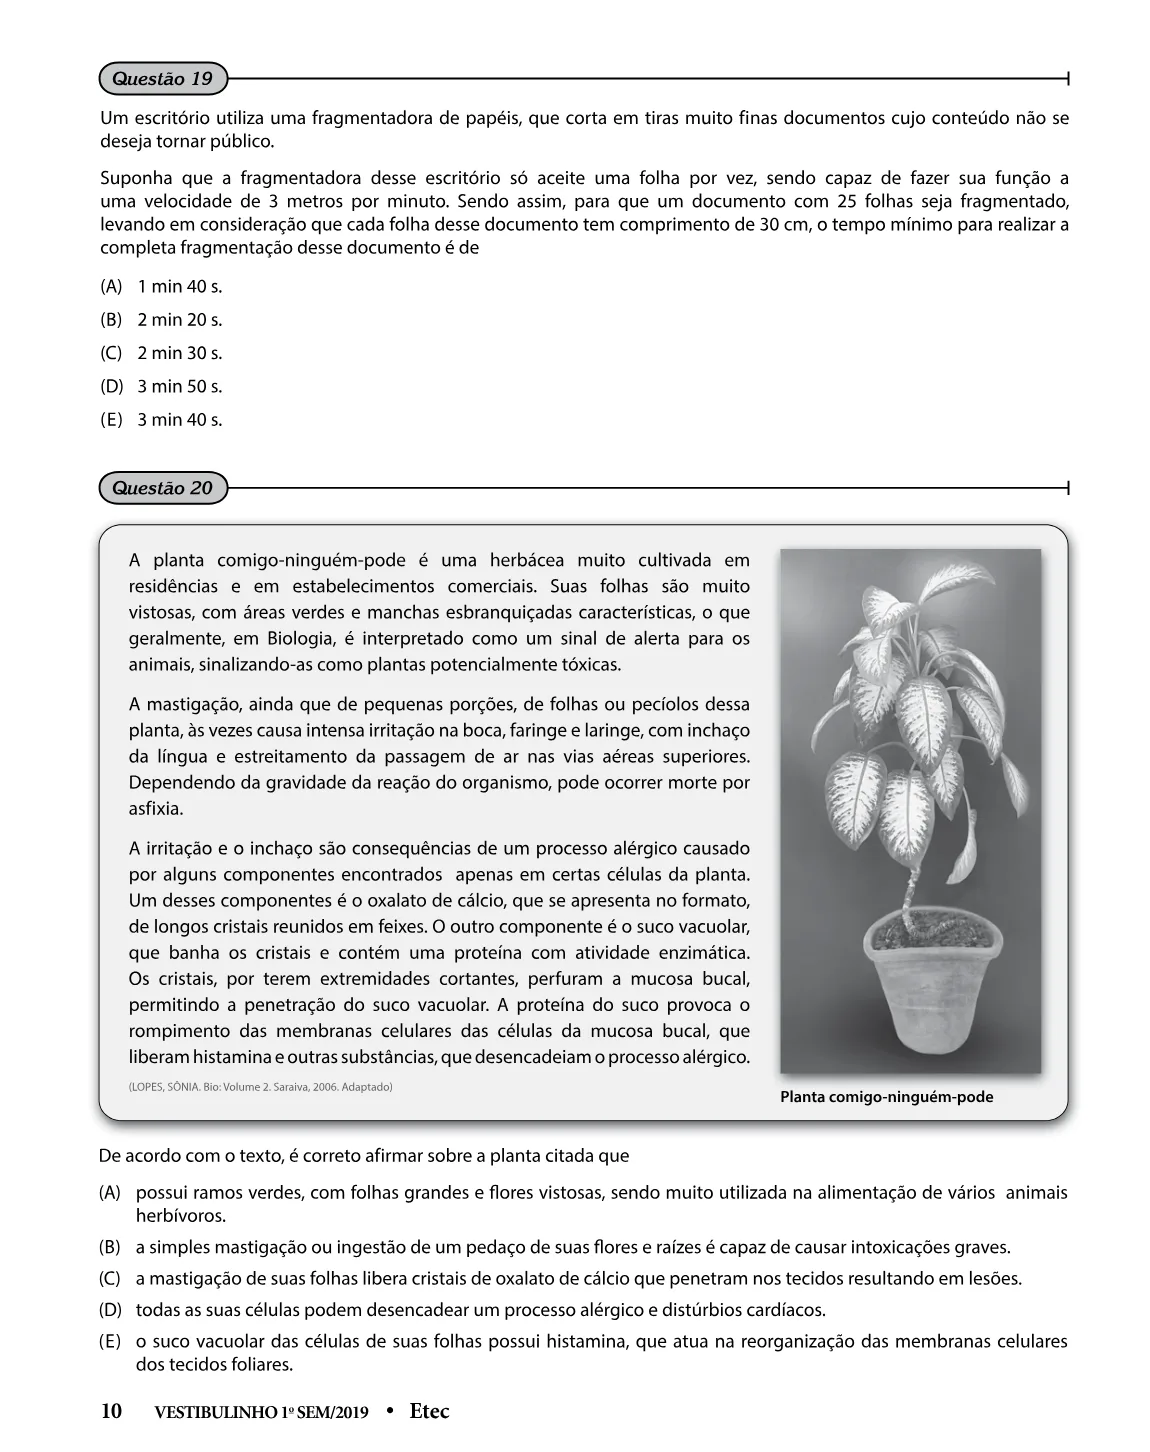 Questão 19
Um escritório utiliza uma fragmentadora de papéis, que corta em tiras muito finas documentos cujo conteúdo não se
deseja tornar público.
Suponha que a fragmentadora desse escritório só aceite uma folha por vez, sendo capaz de fazer sua função a
uma velocidade de 3 metros por minuto. Sendo assim, para que um documento com 25 folhas seja fragmentado,
levando em consideração que cada folha desse documento tem comprimento de 30 cm, o tempo mínimo para realizar a
completa fragmentação desse documento é de
(A) 1 min 40 s.
(B) 2 min 20 s.
(C) 2 min 30 s.
(D) 3 min 50 s.
(E) 3 min 40 s.
Questão 20
A planta comigo-ninguém-pode é uma herbácea muito cultivada em
residências e em estabelecimentos comerciais. Suas folhas são muito
vistosas, com áreas verdes e manchas esbranquiçadas características, o que
geralmente, em Biologia, é interpretado como um sinal de alerta para os
animais, sinalizando-as como plantas potencialmente tóxicas.
A mastigação, ainda que de pequenas porções, de folhas ou pecíolos dessa
planta, às vezes causa intensa irritação na boca, faringe e laringe, com inchaço
da língua e estreitamento da passagem de ar nas vias aéreas superiores.
Dependendo da gravidade da reação do organismo, pode ocorrer morte por
asfixia.
A irritação e o inchaço são consequências de um processo alérgico causado
por alguns componentes encontrados apenas em certas células da planta.
Um desses componentes é o oxalato de cálcio, que se apresenta no formato,
de longos cristais reunidos em feixes. O outro componente é o suco vacuolar,
que banha os cristais e contém uma proteína com atividade enzimática.
Os cristais, por terem extremidades cortantes, perfuram a mucosa bucal,
permitindo a penetração do suco vacuolar. A proteína do suco provoca o
rompimento das membranas celulares das células da mucosa bucal, que
liberam histamina e outras substâncias, que desencadeiam o processo alérgico.
(LOPES, SÔNIA. Bio: Volume 2. Saraiva, 2006. Adaptado)
Planta comigo-ninguém-pode
De acordo com o texto, é correto afirmar sobre a planta citada que
(A) possui ramos verdes, com folhas grandes e flores vistosas, sendo muito utilizada na alimentação de vários animais
herbívoros.
(B) a simples mastigação ou ingestão de um pedaço de suas flores e raízes é capaz de causar intoxicações graves.
(C) a mastigação de suas folhas libera cristais de oxalato de cálcio que penetram nos tecidos resultando em lesões.
(D) todas as suas células podem desencadear um processo alérgico e distúrbios cardíacos.
(E) o suco vacuolar das células de suas folhas possui histamina, que atua na reorganização das membranas celulares
dos tecidos foliares.
10 VESTIBULINHO 1º SEM/2019 • Etec